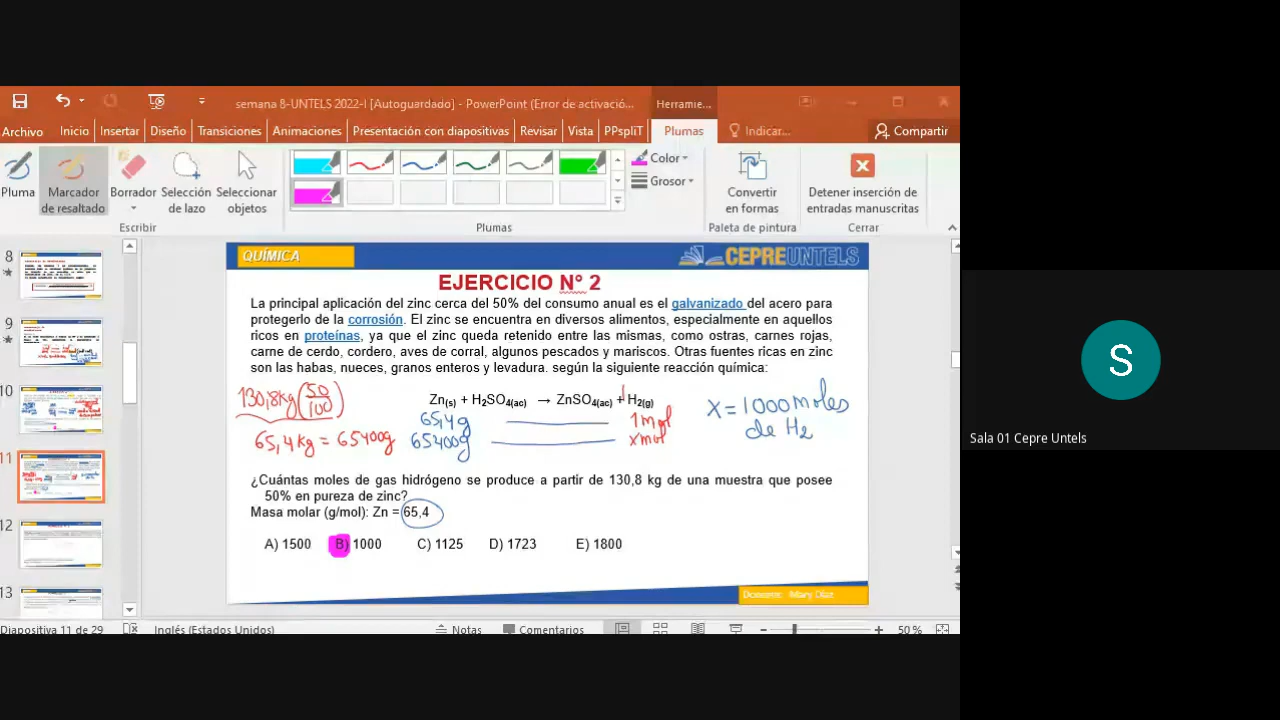 semana 8-UNTELS 2022-I [Autoguardado] - PowerPoint (Error de activació...
Herramie...
Archivo Inicio Insertar Diseño Transiciones Animaciones Presentación con diapositivas Revisar Vista PPspliT Plumas Indicar... Compartir
Pluma
Marcador de resaltado
Borrador
Selección de lazo
Seleccionar objetos
Color
Grosor
Convertir en formas
Detener inserción de entradas manuscritas
Escribir
Plumas
Paleta de pintura
Cerrar
8
9
10
11
12
13
QUÍMICA
CEPREUNTELS
EJERCICIO N° 2
La principal aplicación del zinc cerca del 50% del consumo anual es el galvanizado del acero para
protegerlo de la corrosión. El zinc se encuentra en diversos alimentos, especialmente en aquellos
ricos en proteínas, ya que el zinc queda retenido entre las mismas, como ostras, carnes rojas,
carne de cerdo, cordero, aves de corral, algunos pescados y mariscos. Otras fuentes ricas en zinc
son las habas, nueces, granos enteros y levadura. según la siguiente reacción química:
130,8kg (50/100)
65,4kg = 65400g
Zn(s) + H2SO4(ac) → ZnSO4(ac) + 1 H2(g)
65,4g 1mol
65400g xmol
x = 1000 moles
de H2
¿Cuántas moles de gas hidrógeno se produce a partir de 130,8 kg de una muestra que posee
50% en pureza de zinc?
Masa molar (g/mol): Zn = 65,4
A) 1500 B) 1000 C) 1125 D) 1723 E) 1800
Docente: Mary Díaz
Diapositiva 11 de 29
Inglés (Estados Unidos)
Notas
Comentarios
50 %
S
Sala 01 Cepre Untels